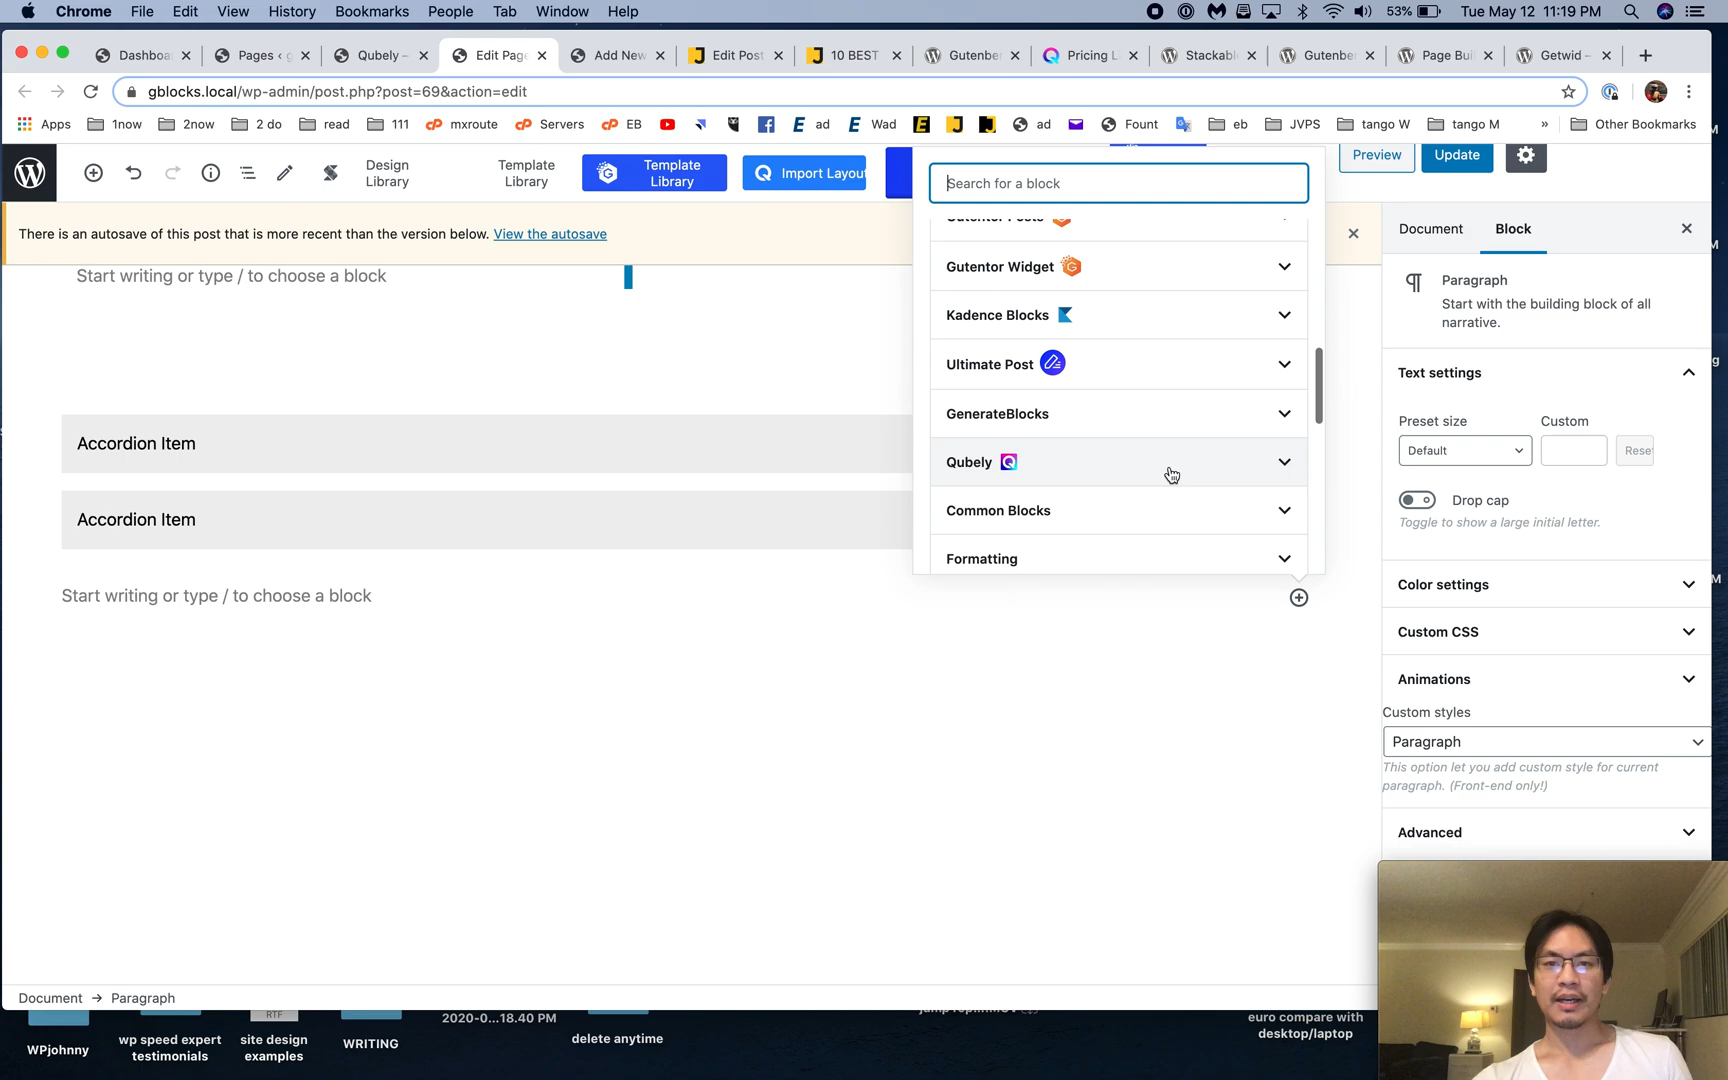 Chrome File Edit View History Bookmarks People Tab Window Help 53% Tue May 12 11:19 PM
Dashboa Pages ‹ g Qubely – Edit Page Add New Edit Post 10 BEST Gutenber Pricing L Stackabl Gutenber Page Buil Getwid –
gblocks.local/wp-admin/post.php?post=69&action=edit
Apps 1now 2now 2 do read 111 mxroute Servers EB ad Wad ad Fount eb JVPS tango W tango M » Other Bookmarks
Design Library
Template Library
Template Library
Import Layou
Search for a block
Preview
Update
There is an autosave of this post that is more recent than the version below. View the autosave
Start writing or type / to choose a block
Accordion Item
Accordion Item
Start writing or type / to choose a block
Gutentor Posts
Gutentor Widget
Kadence Blocks
Ultimate Post
GenerateBlocks
Qubely
Common Blocks
Formatting
Document Block
Paragraph
Start with the building block of all
narrative.
Text settings
Preset size Custom
Default Rese
Drop cap
Toggle to show a large initial letter.
Color settings
Custom CSS
Animations
Custom styles
Paragraph
This option let you add custom style for current
paragraph. (Front-end only!)
Advanced
Document → Paragraph
WPjohnny
wp speed expert
testimonials
RTF
site design
examples
WRITING
2020-0...18.40 PM
delete anytime
euro compare with
desktop/laptop